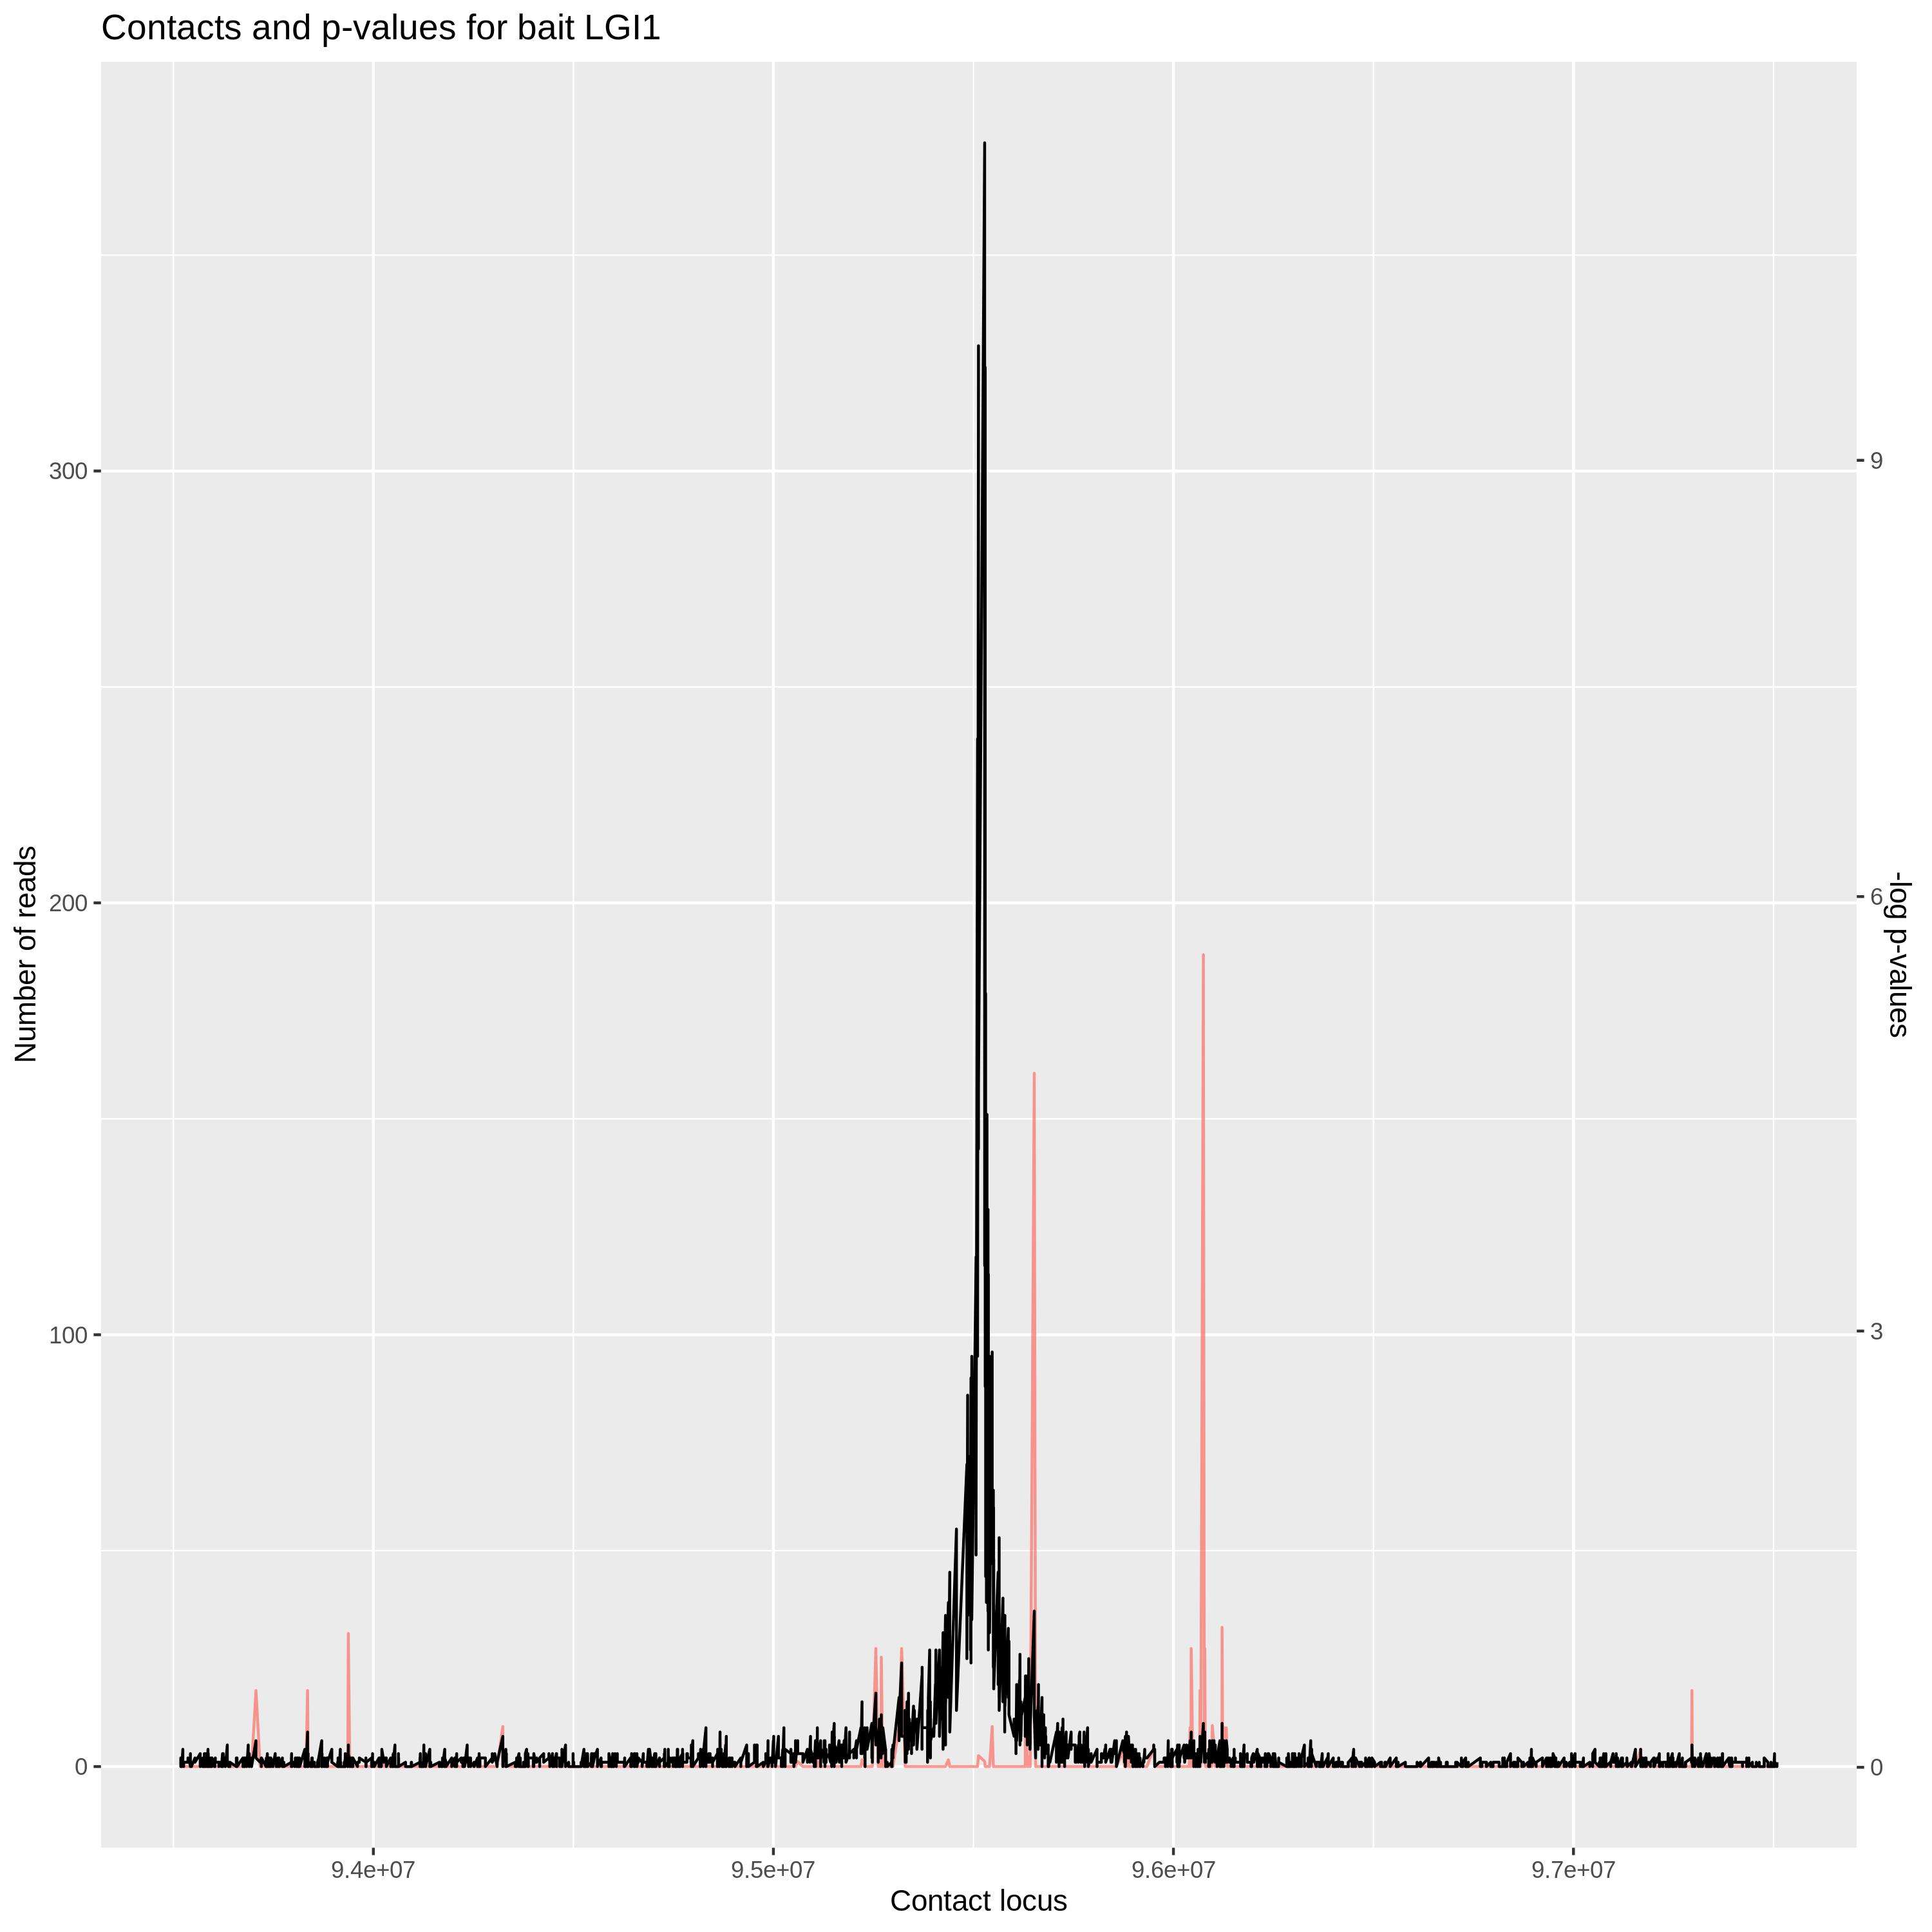 Contacts and p-values for bait LGI1
Number of reads
300
200
100
0
9
6
3
0
-log p-values
9.4e+07
9.5e+07
9.6e+07
9.7e+07
Contact locus